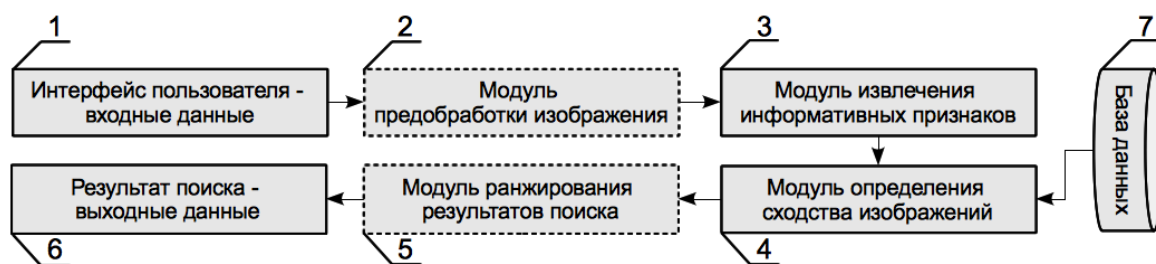 1
Интерфейс пользователя -
входные данные
2
Модуль
предобработки изображения
3
Модуль извлечения
информативных признаков
7
База данных
4
Модуль определения
сходства изображений
5
Модуль ранжирования
результатов поиска
6
Результат поиска -
выходные данные